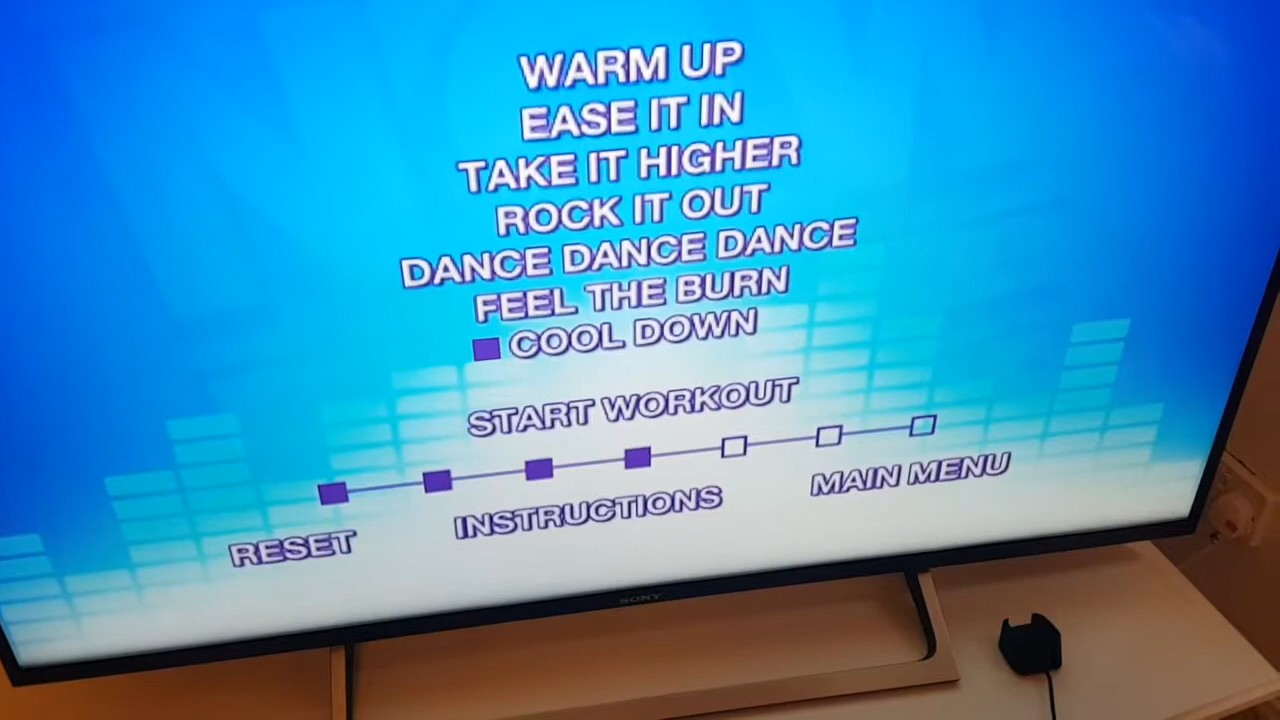 WARM UP
EASE IT IN
TAKE IT HIGHER
ROCK IT OUT
DANCE DANCE DANCE
FEEL THE BURN
COOL DOWN
START WORKOUT
RESET
INSTRUCTIONS
MAIN MENU
SONY